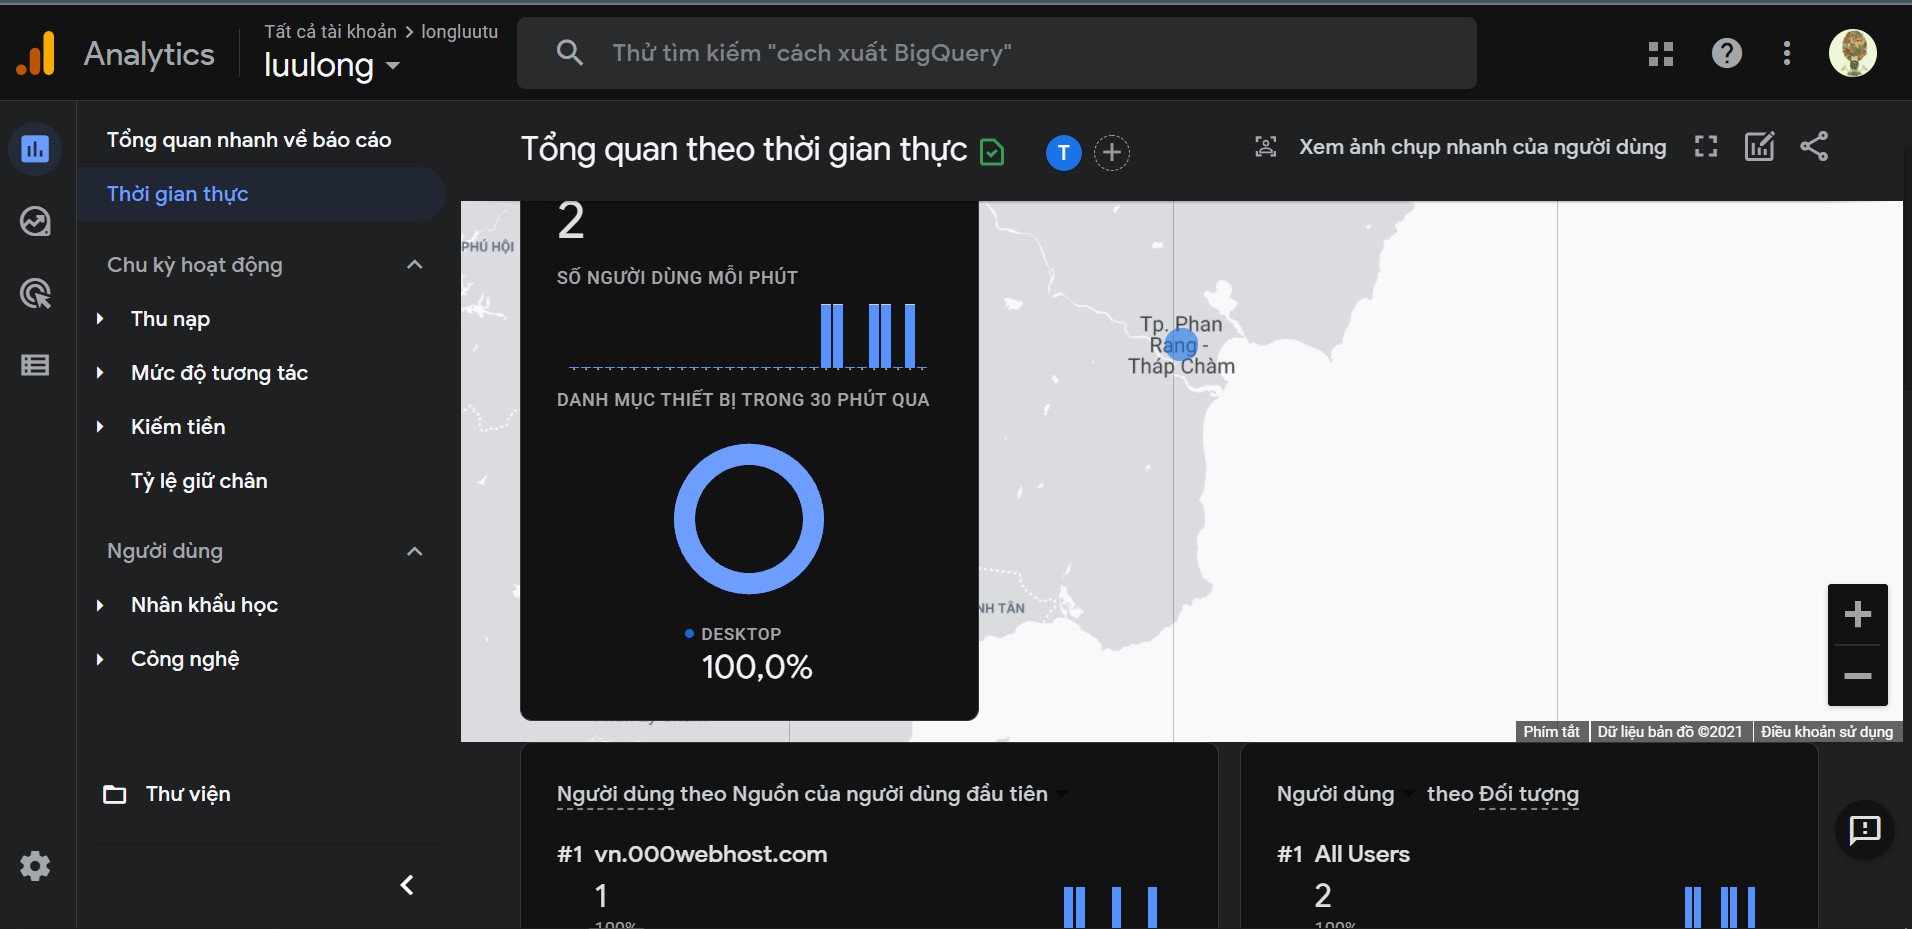 Analytics
Tất cả tài khoản > longluutu
luulong
Thử tìm kiếm "cách xuất BigQuery"
Tổng quan nhanh về báo cáo
Thời gian thực
Chu kỳ hoạt động
Thu nạp
Mức độ tương tác
Kiếm tiền
Tỷ lệ giữ chân
Người dùng
Nhân khẩu học
Công nghệ
Thư viện
Tổng quan theo thời gian thực
T
Xem ảnh chụp nhanh của người dùng
2
SỐ NGƯỜI DÙNG MỖI PHÚT
DANH MỤC THIẾT BỊ TRONG 30 PHÚT QUA
DESKTOP
100,0%
PHÚ HỘI
Tp. Phan
Rang -
Tháp Chàm
NH TÂN
Phím tắt
Dữ liệu bản đồ ©2021
Điều khoản sử dụng
Người dùng theo Nguồn của người dùng đầu tiên
#1 vn.000webhost.com
1
100%
Người dùng theo Đối tượng
#1 All Users
2
100%